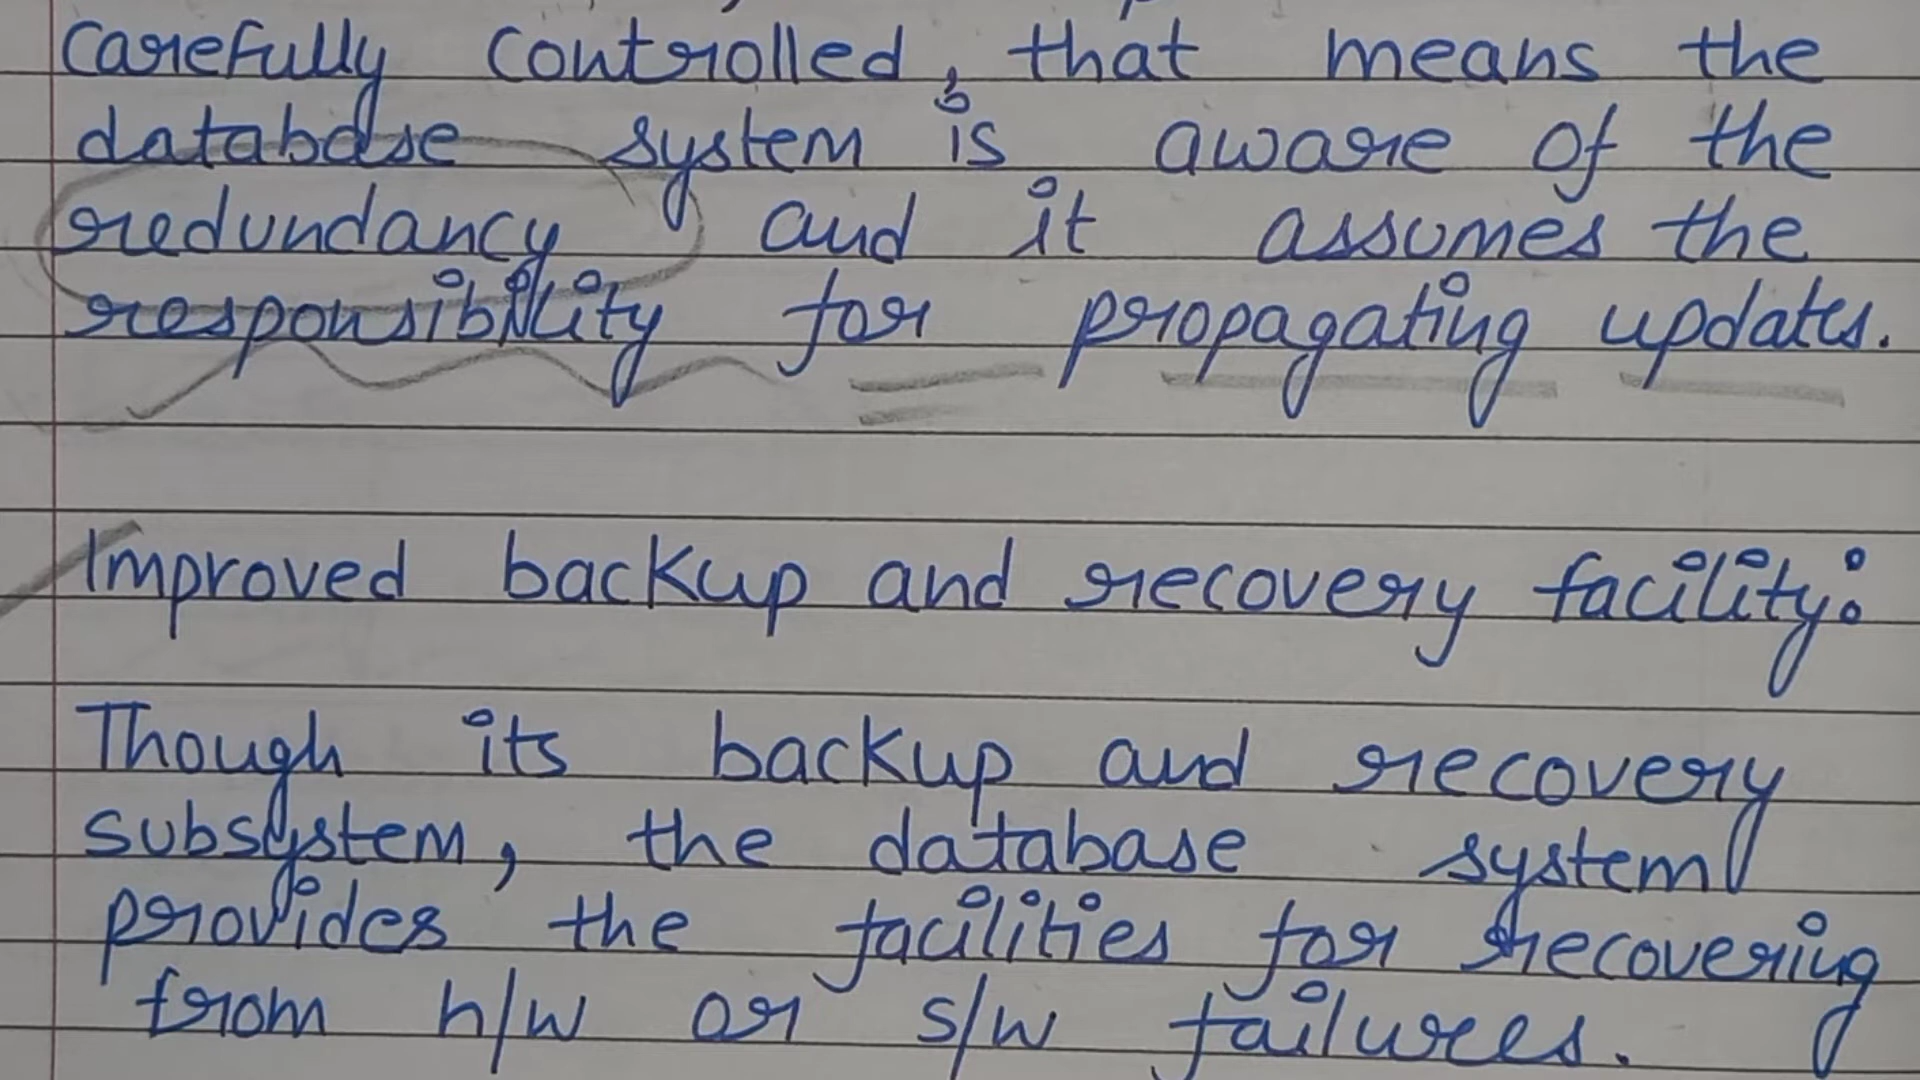 carefully controlled, that means the
database system is aware of the
redundancy and it assumes the
responsibility for propagating updates.
Improved backup and recovery facility:
Though its backup and recovery
subsystem, the database system
provides the facilities for recovering
from h/w or s/w failures.